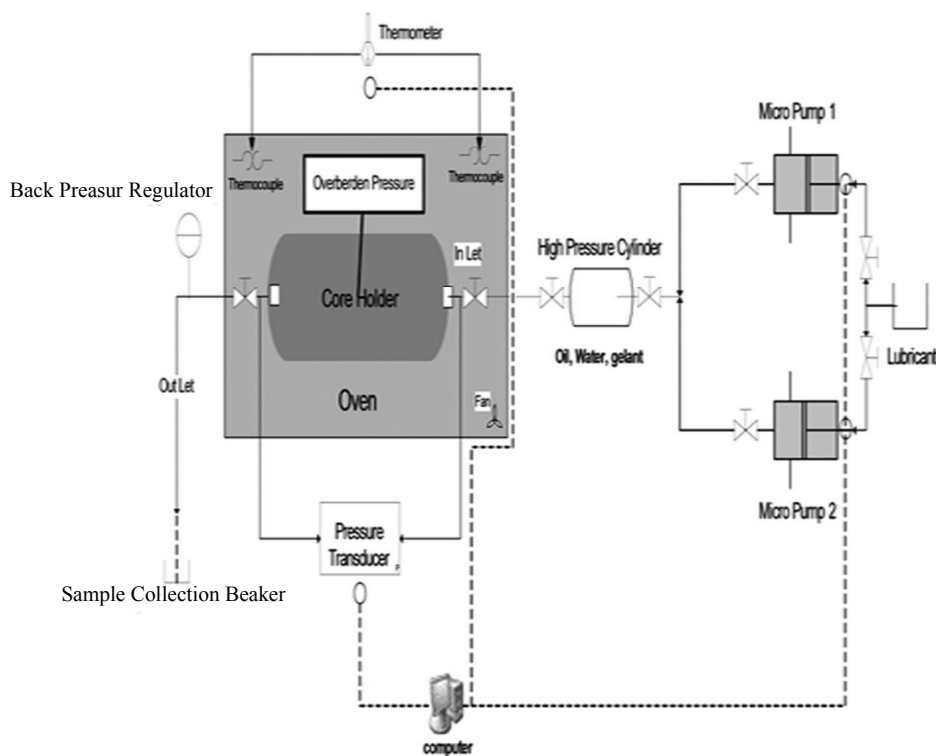 Thermometer
Micro Pump 1
Thermocouple
Thermocouple
Overberden Pressure
Back Preasur Regulator
In Let
High Pressure Cylinder
Core Holder
Oil, Water, gelant
Lubricant
Out Let
Oven
Fan
Micro Pump 2
Pressure
Transducer
P
Sample Collection Beaker
computer